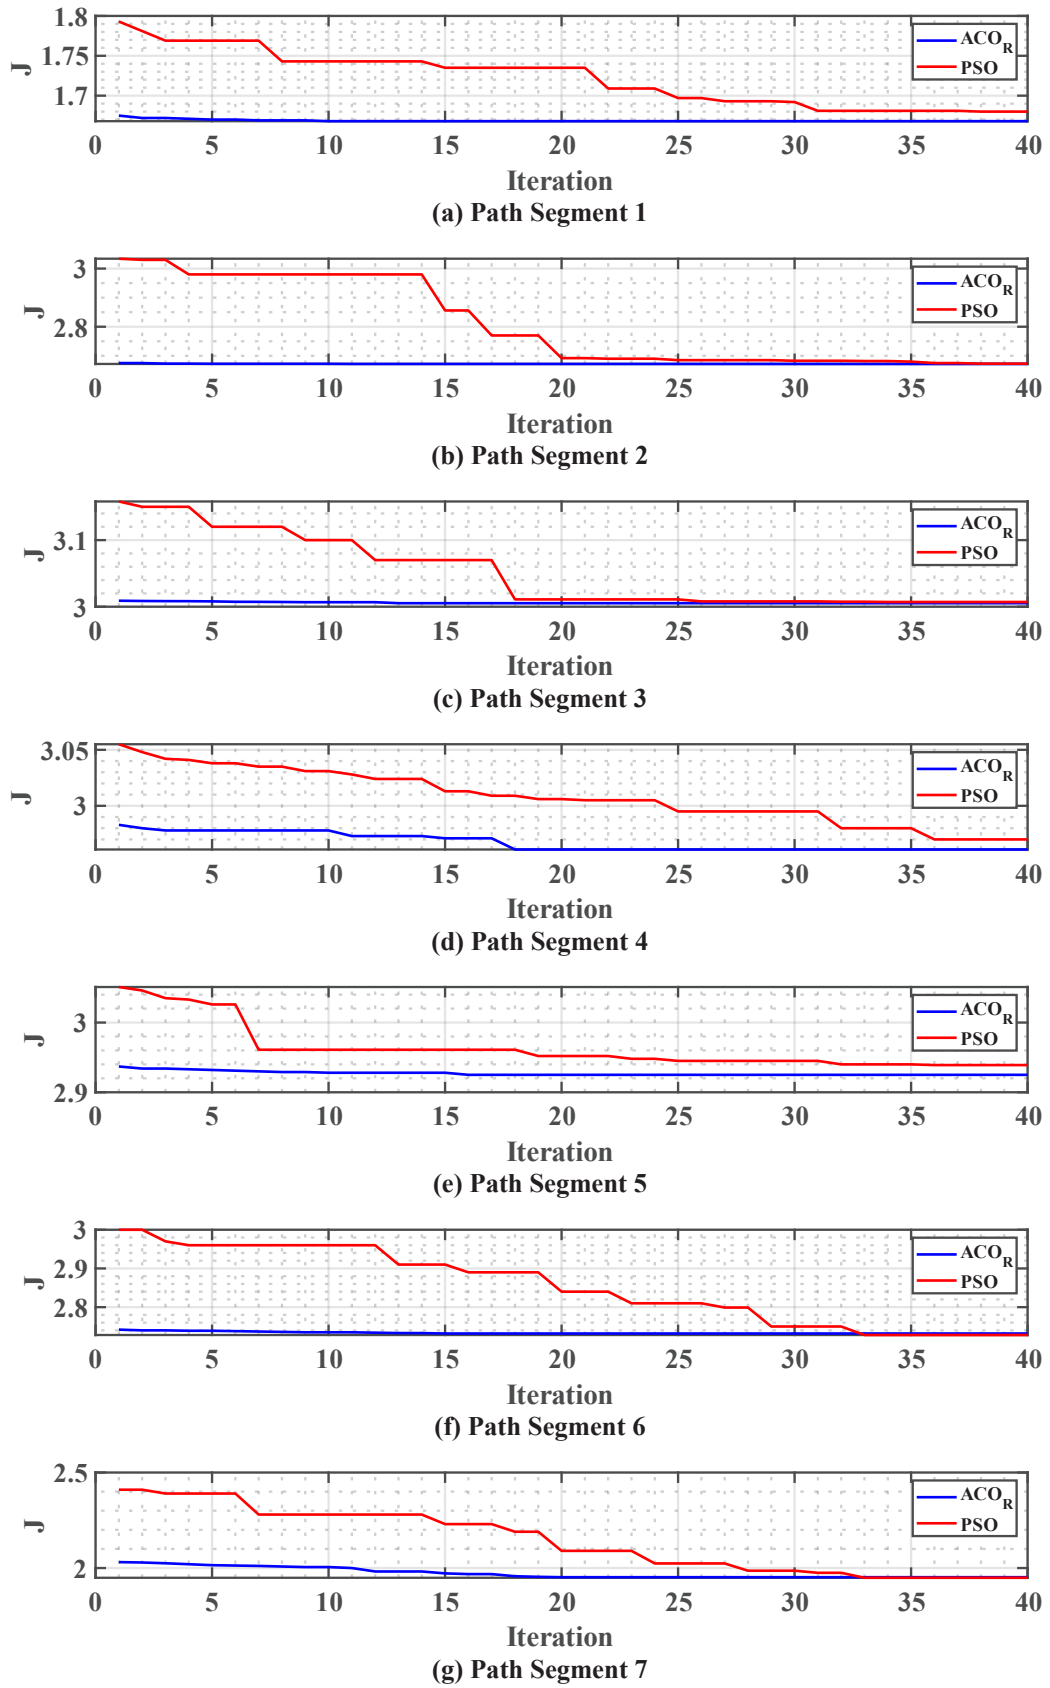 1.8
1.75
1.7
J
ACO_R
PSO
0 5 10 15 20 25 30 35 40
Iteration
(a) Path Segment 1
3
2.8
J
ACO_R
PSO
0 5 10 15 20 25 30 35 40
Iteration
(b) Path Segment 2
3.1
3
J
ACO_R
PSO
0 5 10 15 20 25 30 35 40
Iteration
(c) Path Segment 3
3.05
3
J
ACO_R
PSO
0 5 10 15 20 25 30 35 40
Iteration
(d) Path Segment 4
3
2.9
J
ACO_R
PSO
0 5 10 15 20 25 30 35 40
Iteration
(e) Path Segment 5
3
2.9
2.8
J
ACO_R
PSO
0 5 10 15 20 25 30 35 40
Iteration
(f) Path Segment 6
2.5
2
J
ACO_R
PSO
0 5 10 15 20 25 30 35 40
Iteration
(g) Path Segment 7